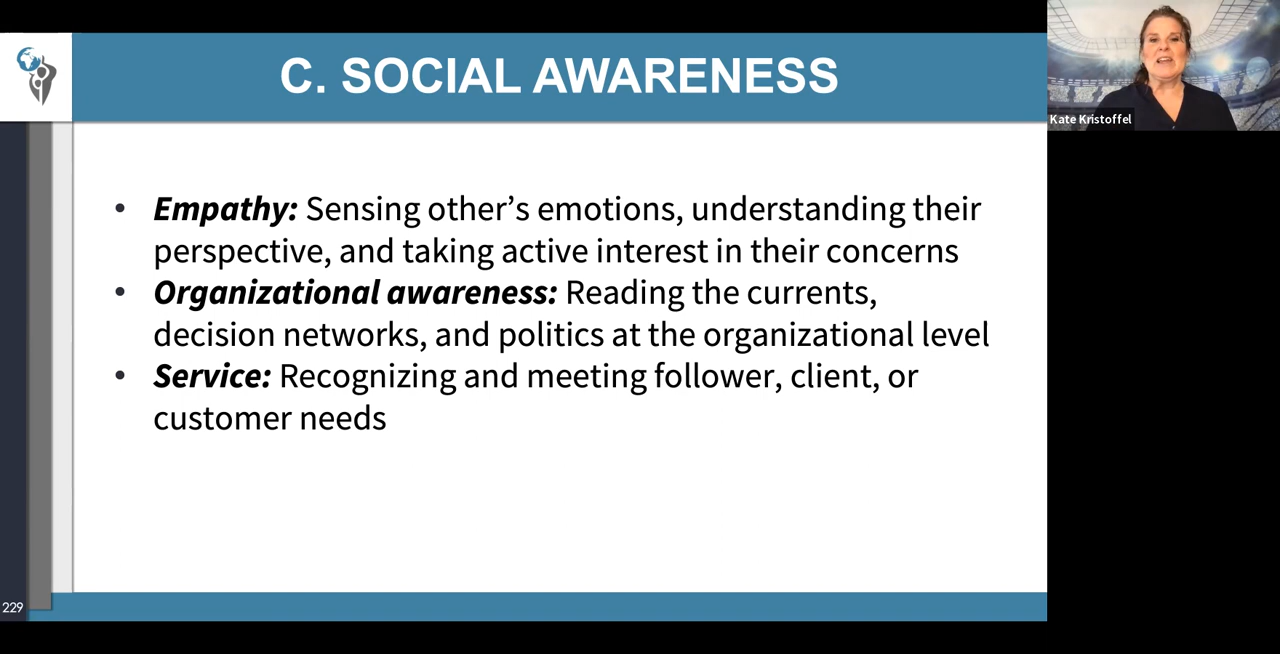 C. SOCIAL AWARENESS
Kate Kristoffel
• Empathy: Sensing other’s emotions, understanding their
perspective, and taking active interest in their concerns
• Organizational awareness: Reading the currents,
decision networks, and politics at the organizational level
• Service: Recognizing and meeting follower, client, or
customer needs
229